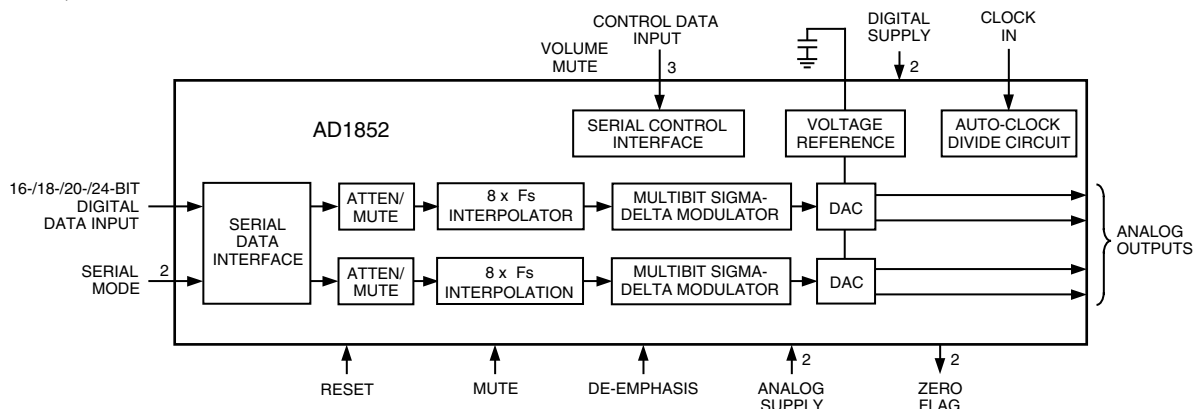 CONTROL DATA
INPUT
VOLUME
MUTE
3
DIGITAL
SUPPLY
2
CLOCK
IN
AD1852
SERIAL CONTROL
INTERFACE
VOLTAGE
REFERENCE
AUTO-CLOCK
DIVIDE CIRCUIT
16-/18-/20-/24-BIT
DIGITAL
DATA INPUT
SERIAL
MODE
2
SERIAL
DATA
INTERFACE
ATTEN/
MUTE
8 x Fs
INTERPOLATOR
MULTIBIT SIGMA-
DELTA MODULATOR
DAC
ATTEN/
MUTE
8 x Fs
INTERPOLATION
MULTIBIT SIGMA-
DELTA MODULATOR
DAC
ANALOG
OUTPUTS
RESET
MUTE
DE-EMPHASIS
2
ANALOG
SUPPLY
2
ZERO
FLAG